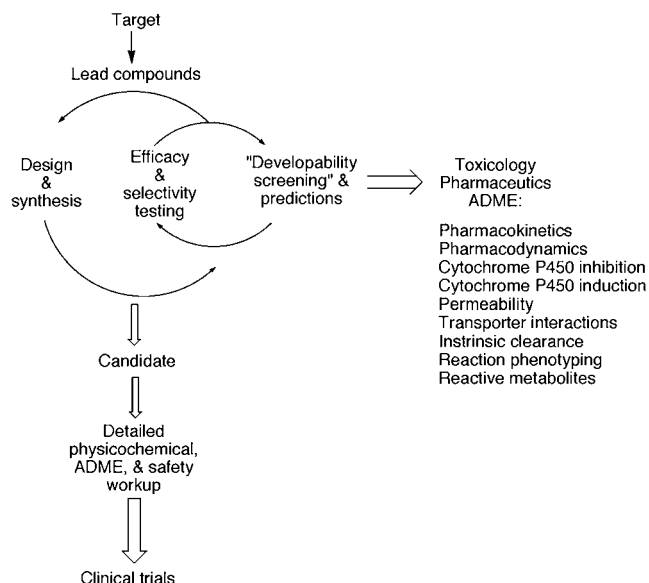 Target
Lead compounds
Design
&
synthesis
Efficacy
&
selectivity
testing
"Developability
screening" &
predictions
Toxicology
Pharmaceutics
ADME:
Pharmacokinetics
Pharmacodynamics
Cytochrome P450 inhibition
Cytochrome P450 induction
Permeability
Transporter interactions
Instrinsic clearance
Reaction phenotyping
Reactive metabolites
Candidate
Detailed
physicochemical,
ADME, & safety
workup
Clinical trials